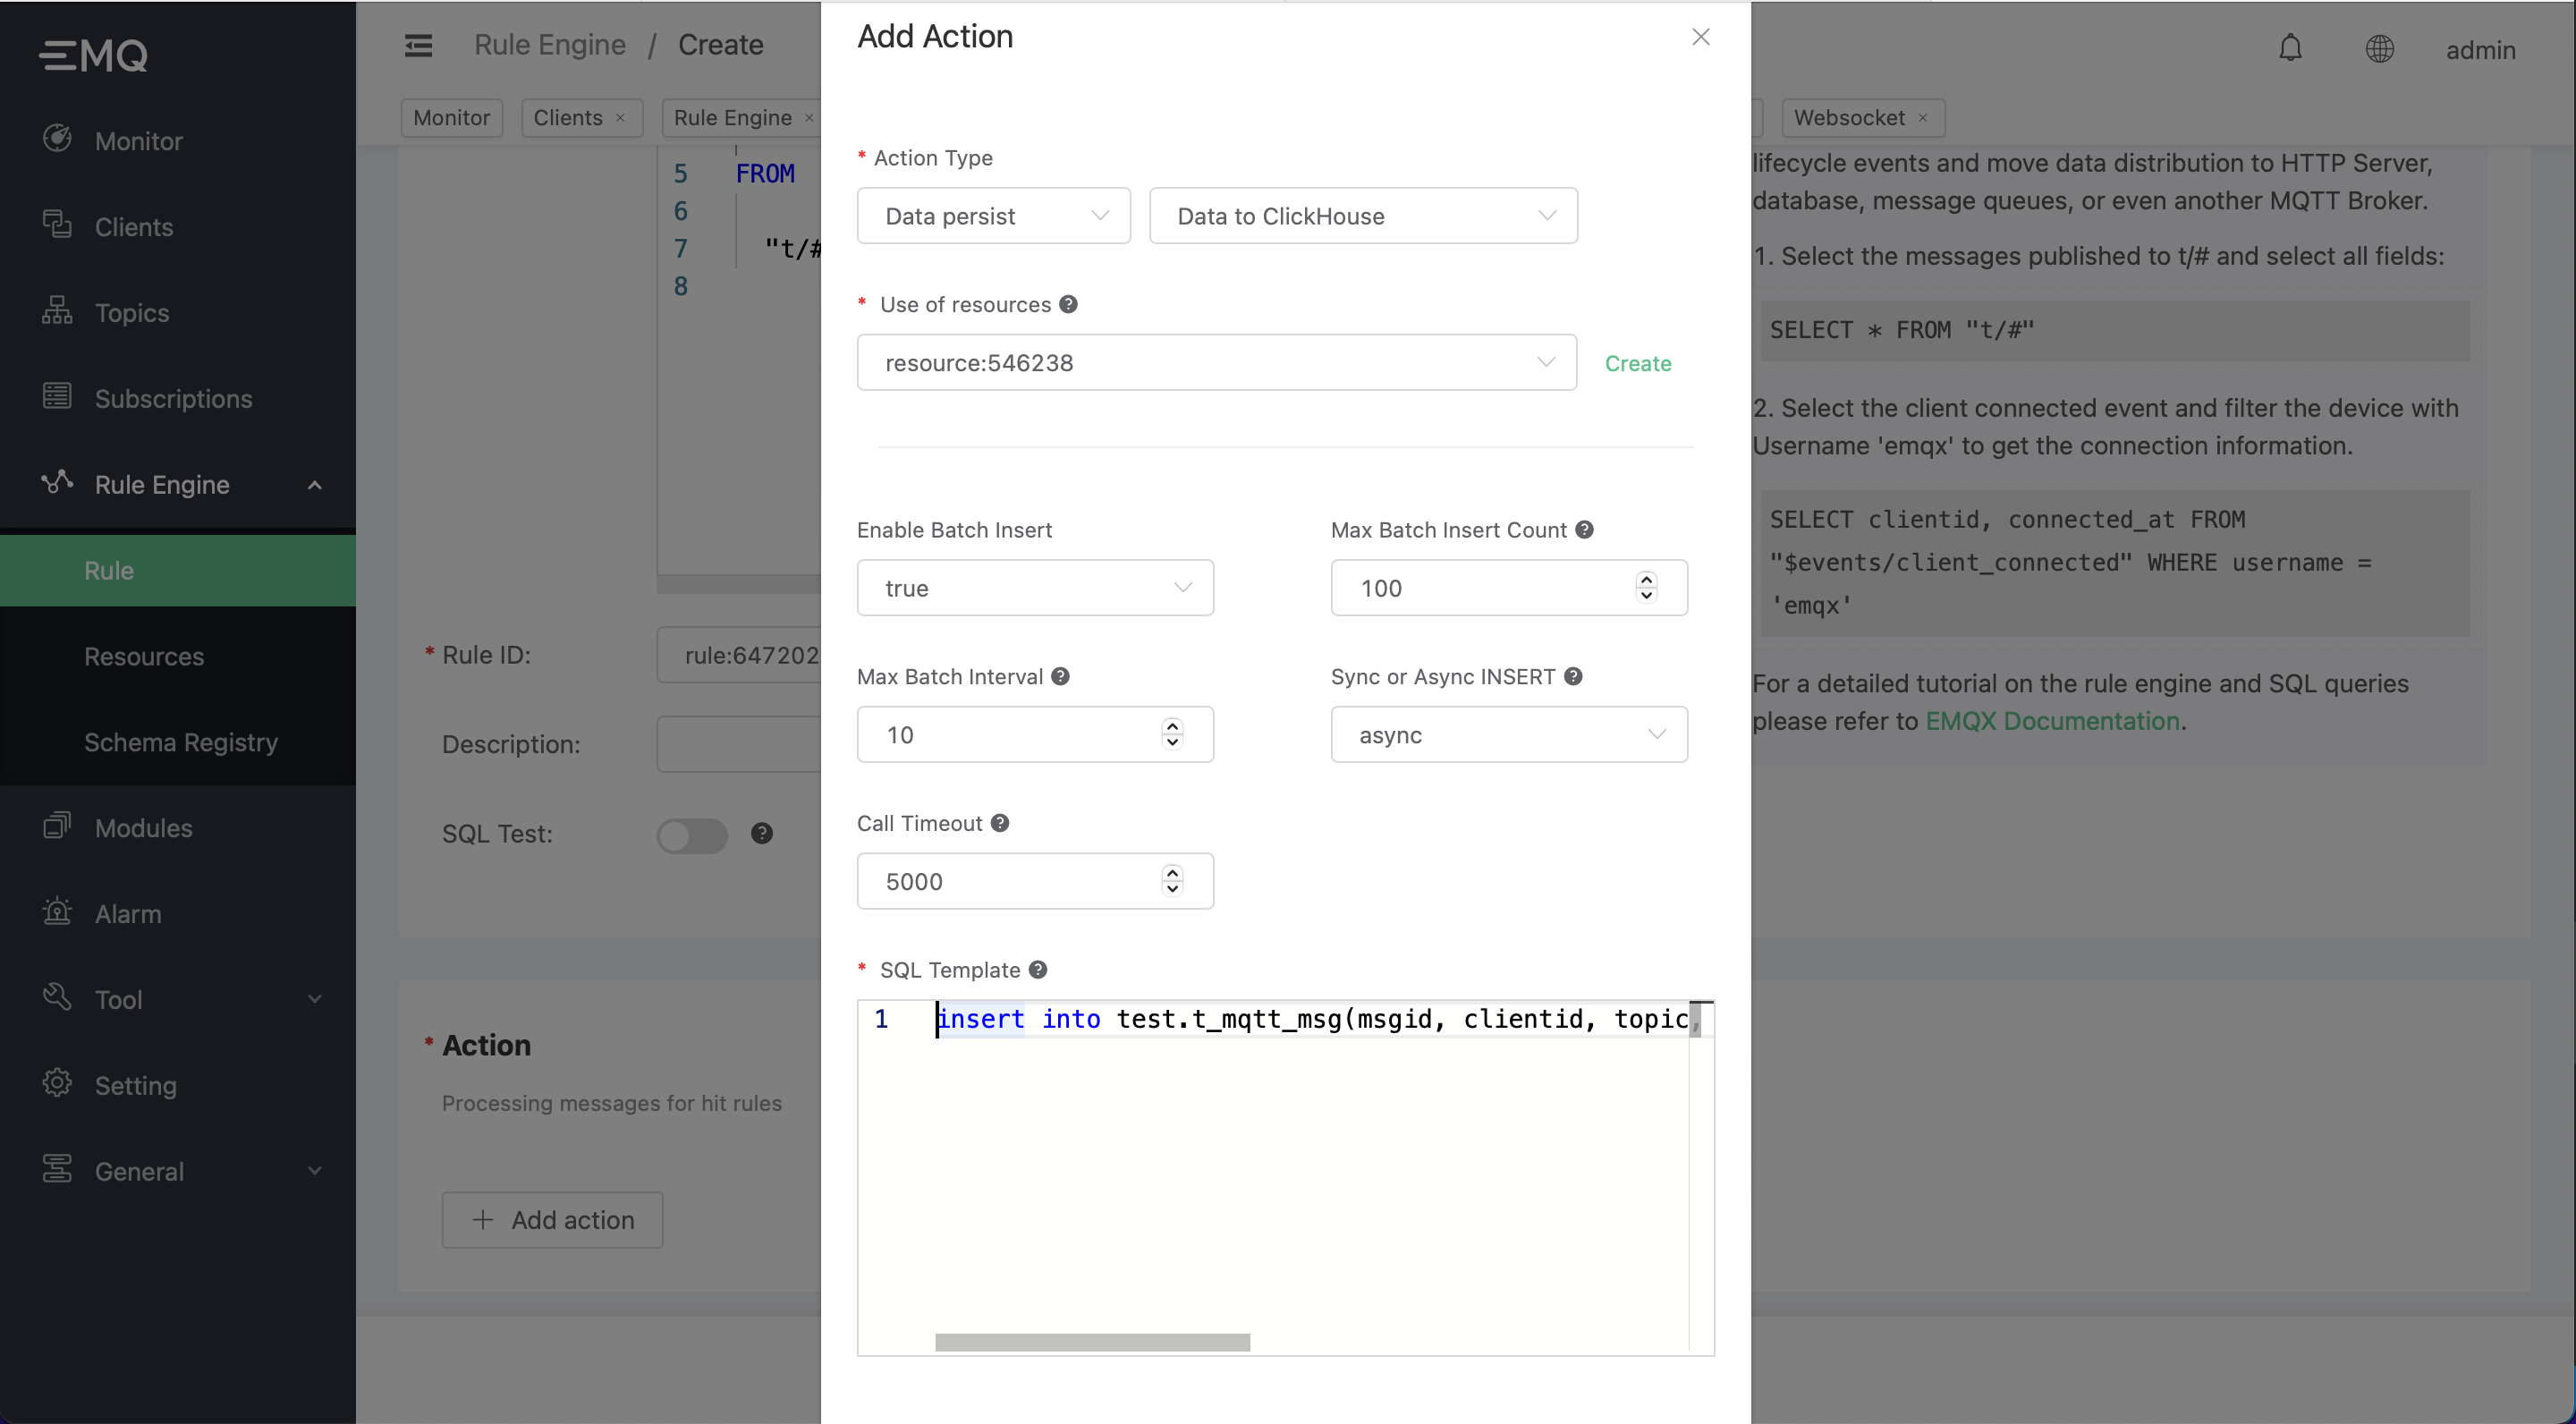 EMQ
Monitor
Clients
Topics
Subscriptions
Rule Engine
Rule
Resources
Schema Registry
Modules
Alarm
Tool
Setting
General
Rule Engine / Create
admin
Monitor
Clients ×
Rule Engine ×
Websocket ×
5 FROM
6
7 "t/#
8
* Rule ID:
rule:647202
Description:
SQL Test:
* Action
Processing messages for hit rules
+ Add action
Add Action
* Action Type
Data persist
Data to ClickHouse
* Use of resources
resource:546238
Create
Enable Batch Insert
true
Max Batch Insert Count
100
Max Batch Interval
10
Sync or Async INSERT
async
Call Timeout
5000
* SQL Template
1 insert into test.t_mqtt_msg(msgid, clientid, topic,
lifecycle events and move data distribution to HTTP Server,
database, message queues, or even another MQTT Broker.
1. Select the messages published to t/# and select all fields:
SELECT * FROM "t/#"
2. Select the client connected event and filter the device with
Username 'emqx' to get the connection information.
SELECT clientid, connected_at FROM
"$events/client_connected" WHERE username =
'emqx'
For a detailed tutorial on the rule engine and SQL queries
please refer to EMQX Documentation.